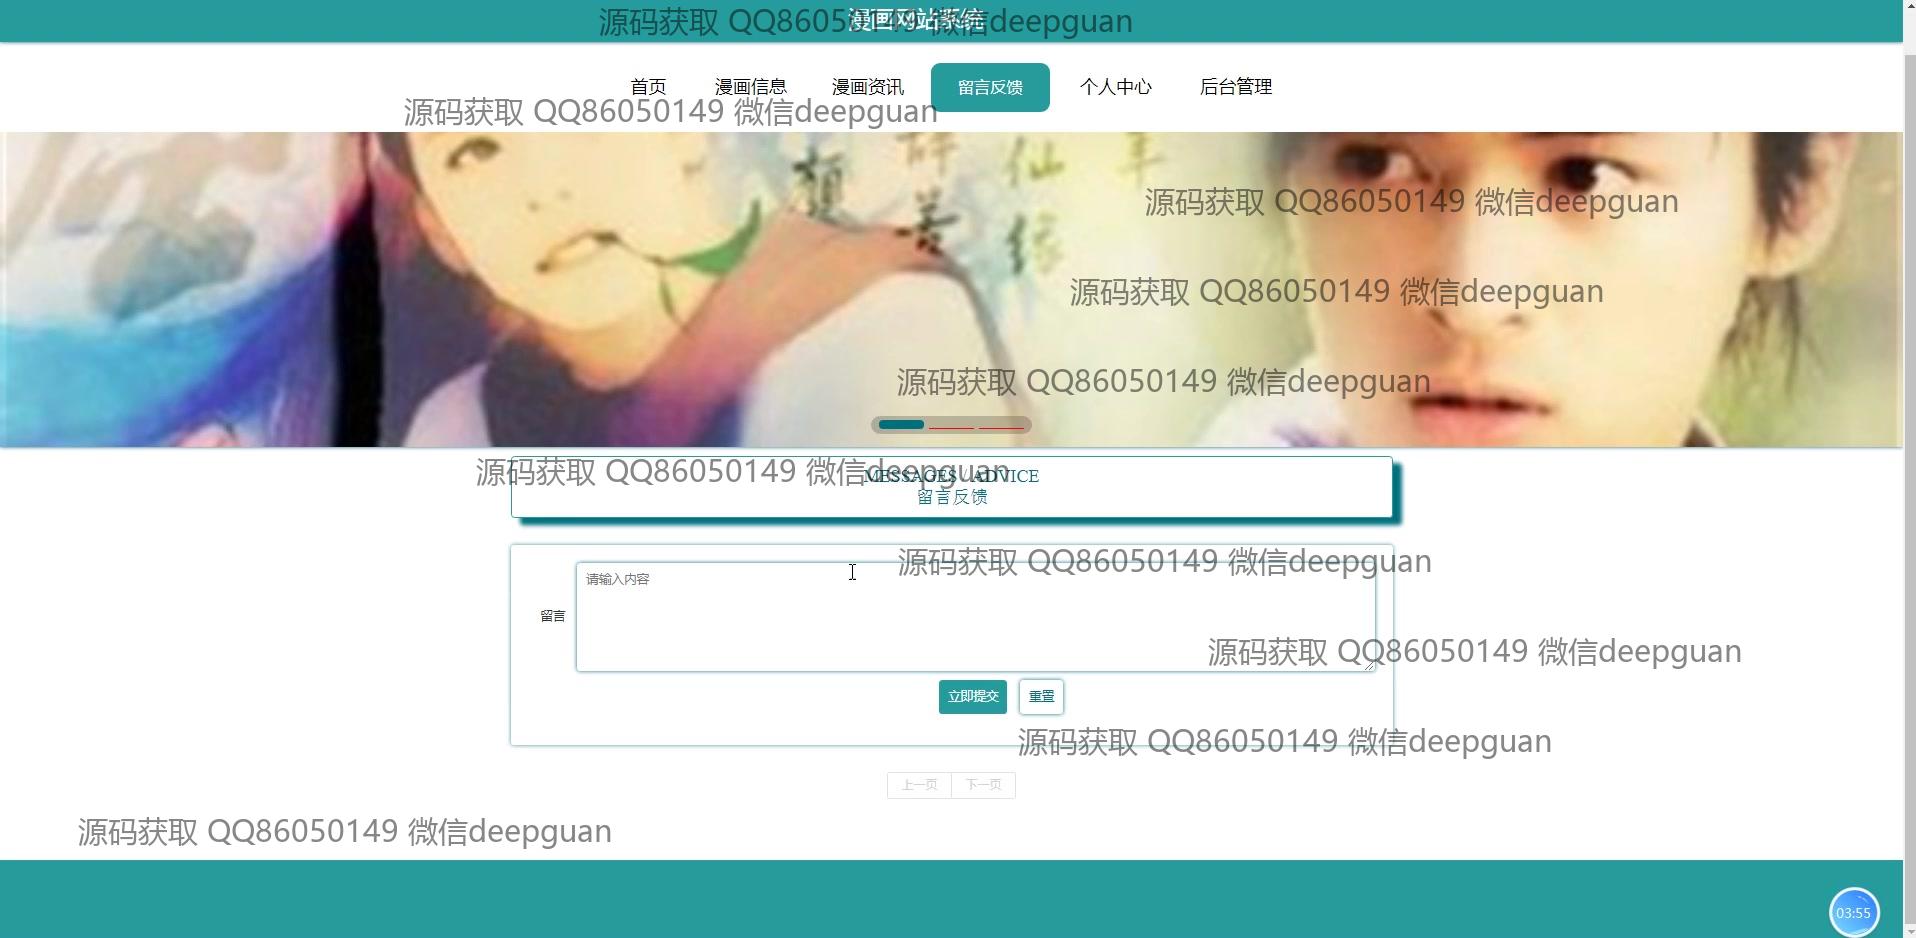 漫画网站系统
源码获取 QQ86050149 微信deepguan
首页 漫画信息 漫画资讯 留言反馈 个人中心 后台管理
源码获取 QQ86050149 微信deepguan
仙
缘
源码获取 QQ86050149 微信deepguan
源码获取 QQ86050149 微信deepguan
源码获取 QQ86050149 微信deepguan
源码获取 QQ86050149 微信deepguan
MESSAGES / ADVICE
留言反馈
源码获取 QQ86050149 微信deepguan
请输入内容
留言
源码获取 QQ86050149 微信deepguan
立即提交 重置
源码获取 QQ86050149 微信deepguan
上一页 下一页
源码获取 QQ86050149 微信deepguan
03:55